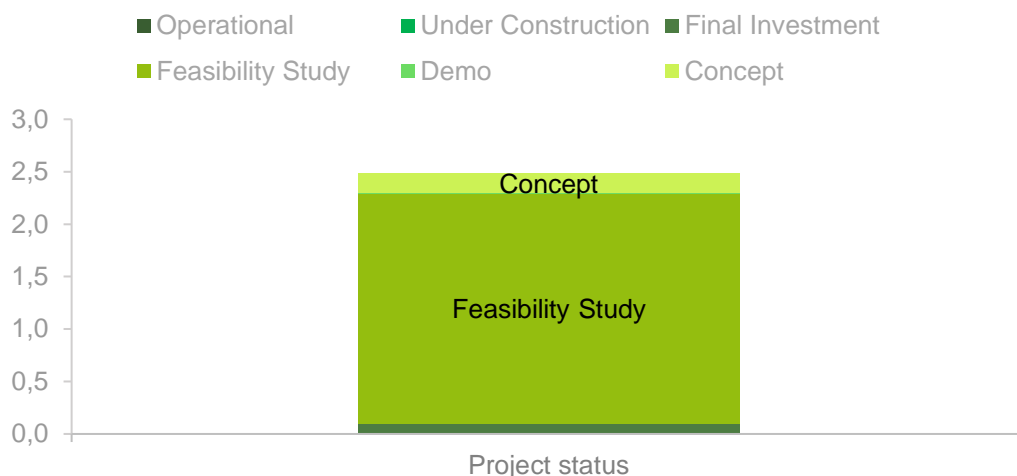 Operational Under Construction Final Investment
Feasibility Study Demo Concept
3,0
2,5
2,0
1,5
1,0
0,5
0,0
Concept
Feasibility Study
Project status